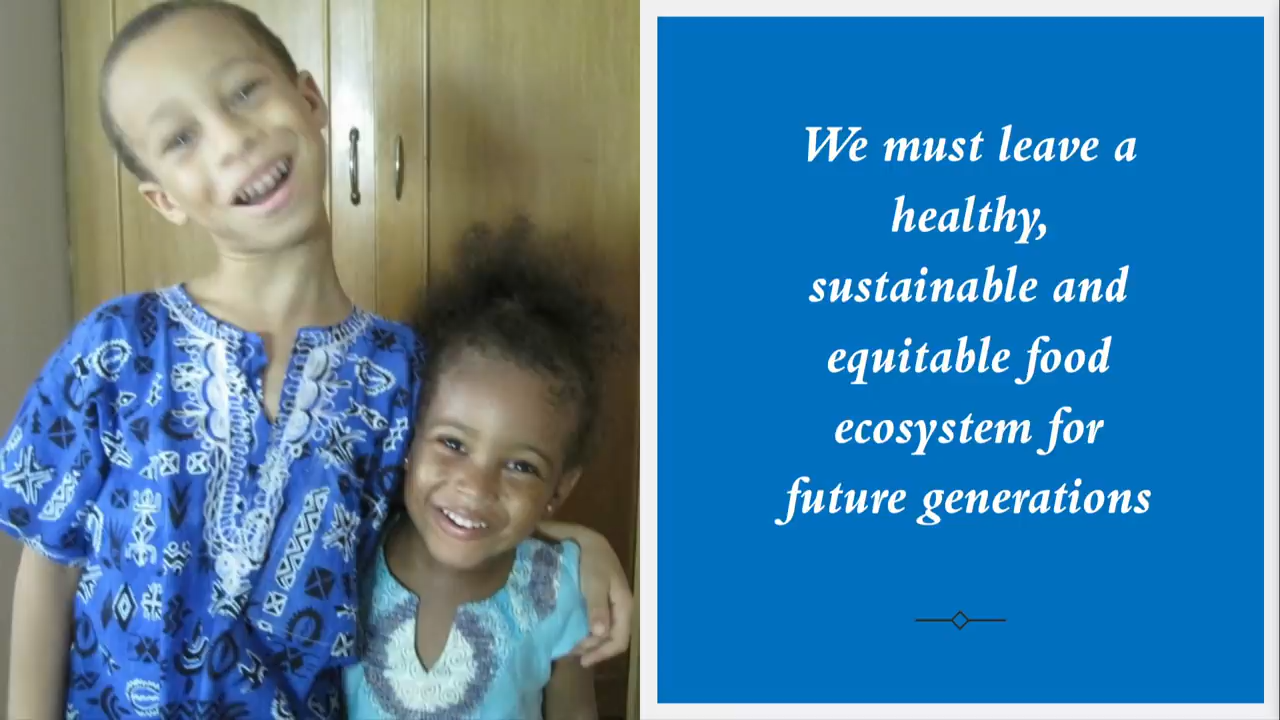 We must leave a
healthy,
sustainable and
equitable food
ecosystem for
future generations